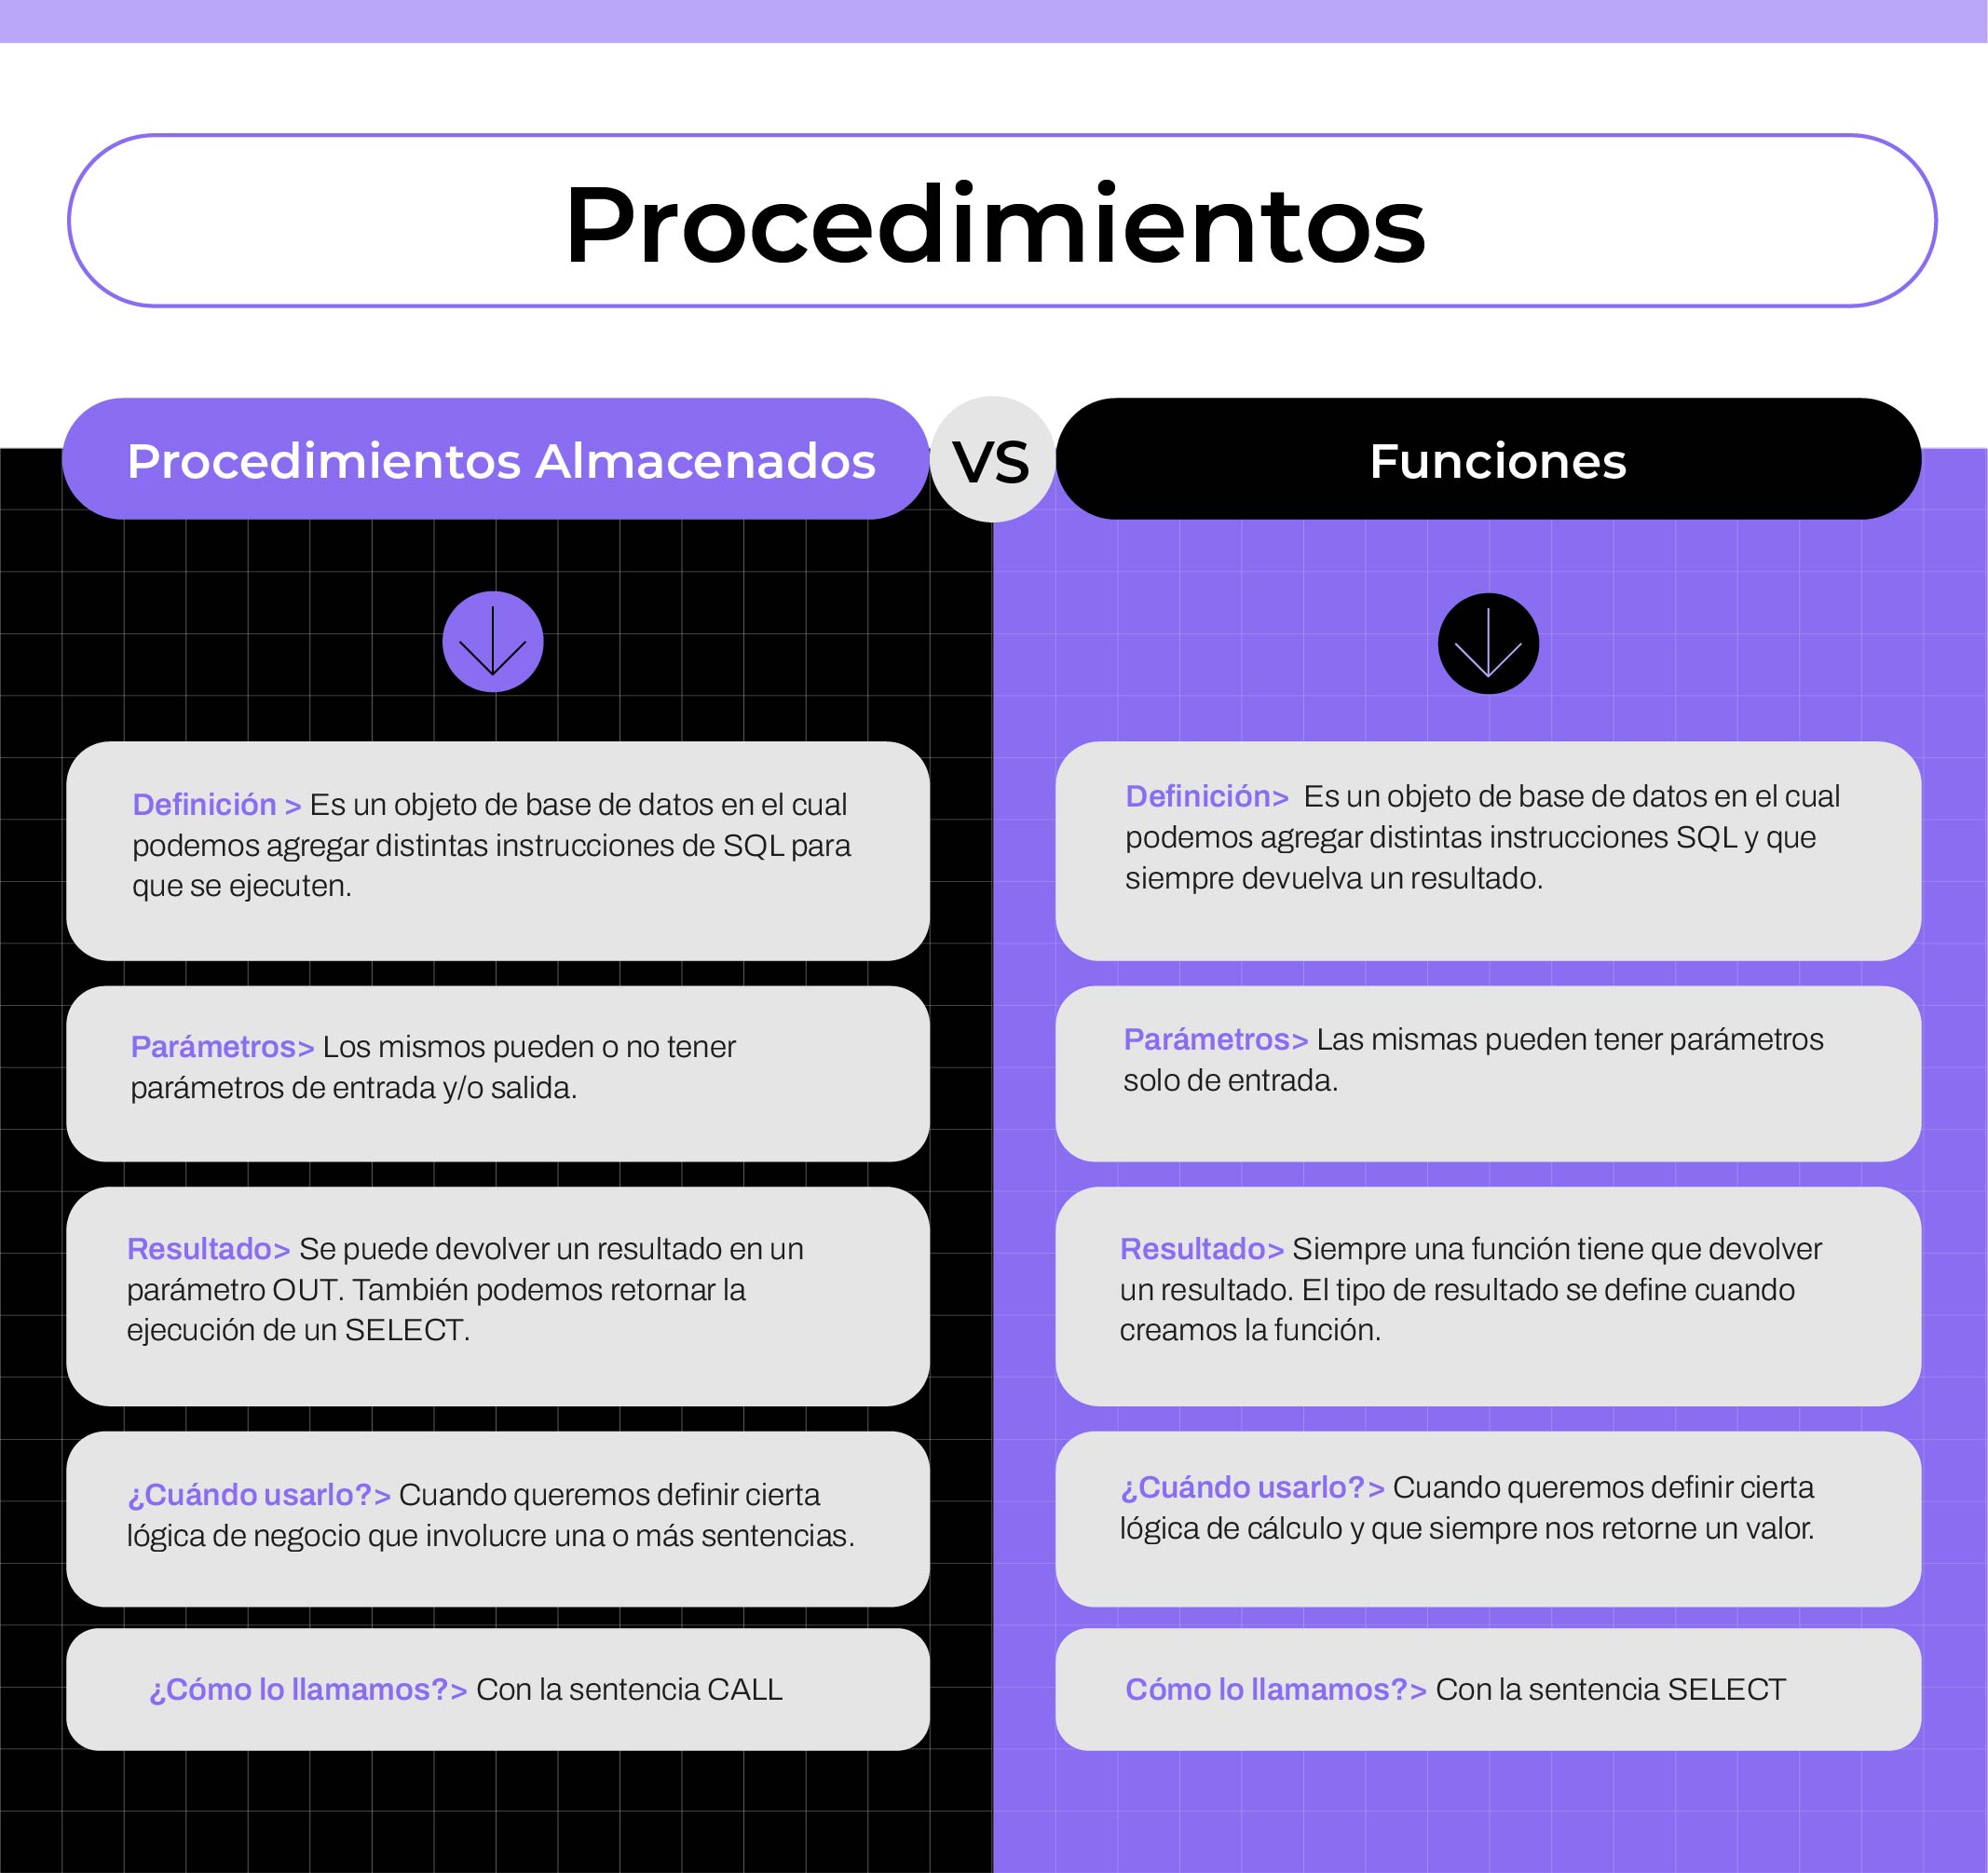 Procedimientos
Procedimientos Almacenados
VS
Funciones
Definición > Es un objeto de base de datos en el cual
podemos agregar distintas instrucciones de SQL para
que se ejecuten.
Parámetros> Los mismos pueden o no tener
parámetros de entrada y/o salida.
Resultado> Se puede devolver un resultado en un
parámetro OUT. También podemos retornar la
ejecución de un SELECT.
¿Cuándo usarlo?> Cuando queremos definir cierta
lógica de negocio que involucre una o más sentencias.
¿Cómo lo llamamos?> Con la sentencia CALL
Definición> Es un objeto de base de datos en el cual
podemos agregar distintas instrucciones SQL y que
siempre devuelva un resultado.
Parámetros> Las mismas pueden tener parámetros
solo de entrada.
Resultado> Siempre una función tiene que devolver
un resultado. El tipo de resultado se define cuando
creamos la función.
¿Cuándo usarlo?> Cuando queremos definir cierta
lógica de cálculo y que siempre nos retorne un valor.
Cómo lo llamamos?> Con la sentencia SELECT